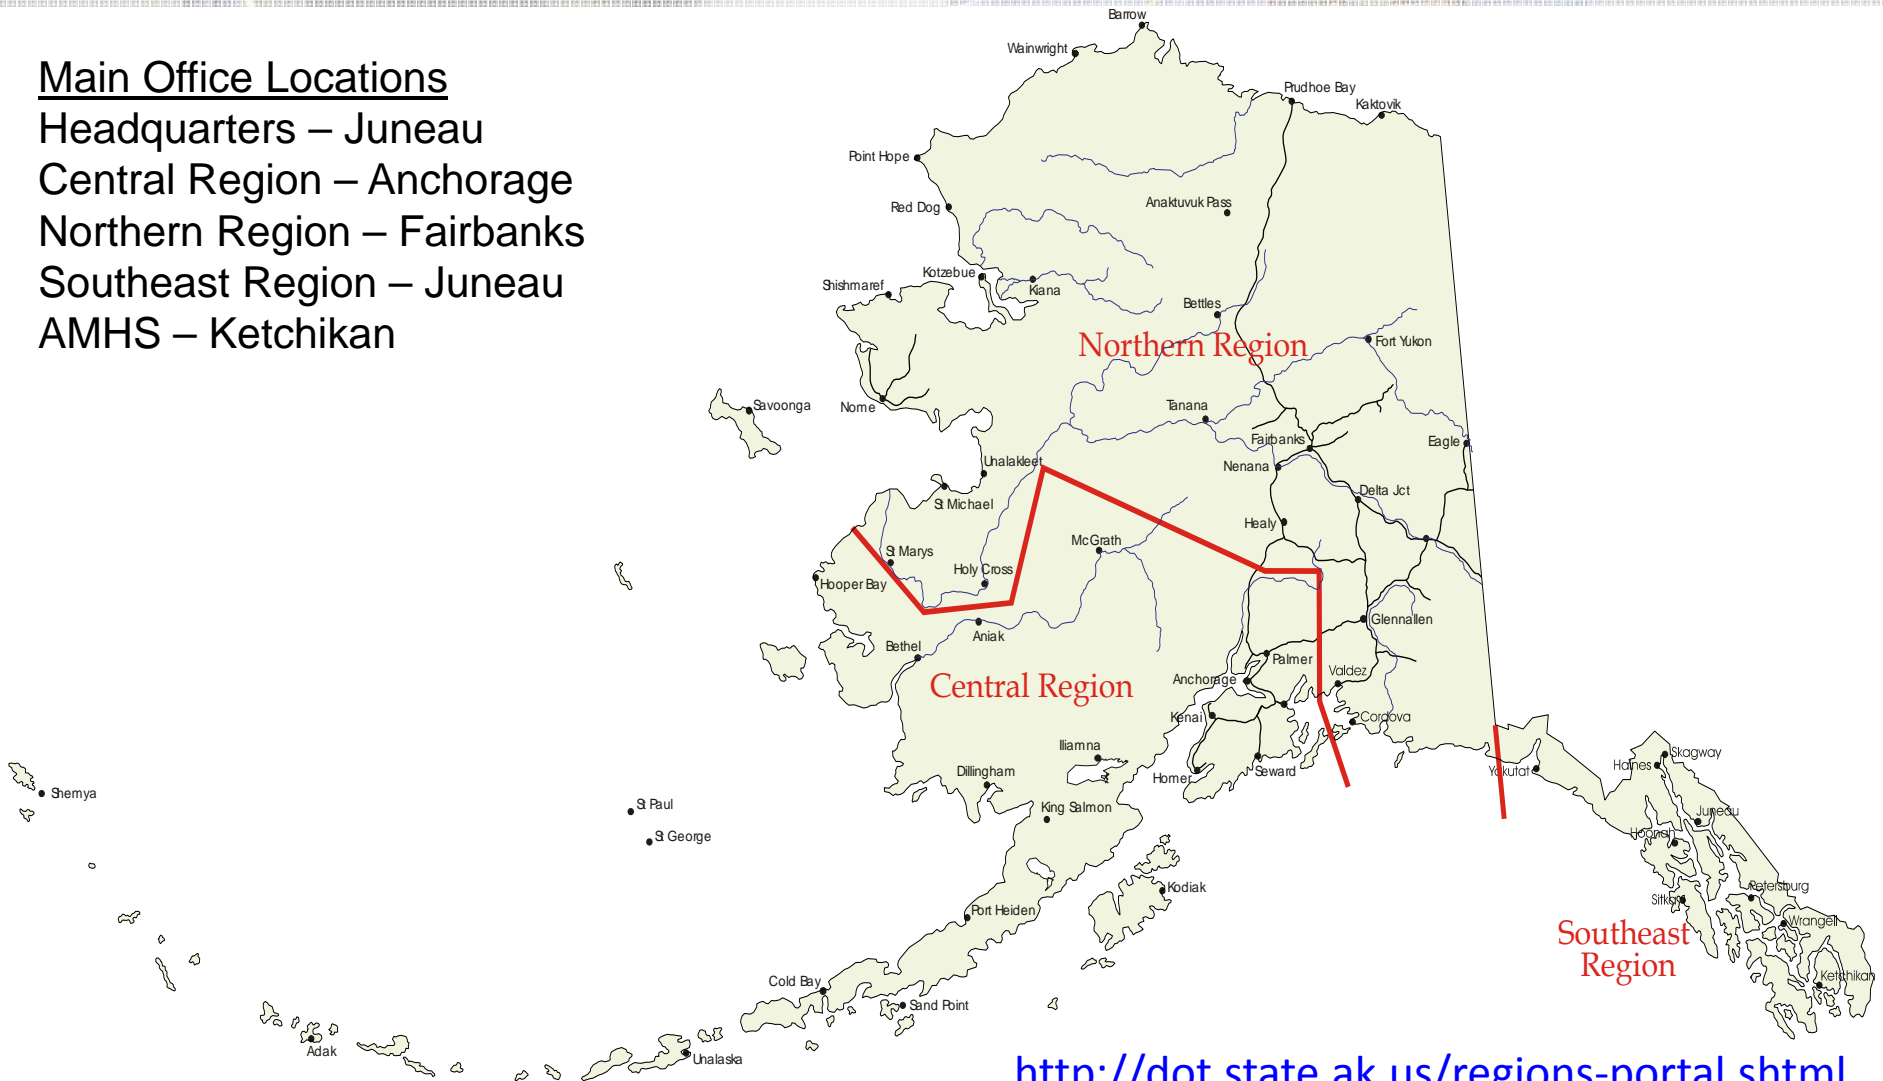 Main Office Locations
Headquarters – Juneau
Central Region – Anchorage
Northern Region – Fairbanks
Southeast Region – Juneau
AMHS – Ketchikan
Barrow
Wainwright
Prudhoe Bay
Kaktovik
Point Hope
Anaktuvuk Pass
Red Dog
Kotzebue
Shishmaref
Kiana
Bettles
Northern Region
Fort Yukon
Savoonga
Nome
Tanana
Fairbanks
Eagle
Unalakleet
Nenana
St Michael
Delta Jct
Healy
McGrath
St Marys
Holy Cross
Hooper Bay
Glennallen
Aniak
Bethel
Palmer
Valdez
Anchorage
Central Region
Kenai
Cordova
Iliamna
Skagway
Haines
Yakutat
Dillingham
Homer
Seward
Shemya
St Paul
King Salmon
Juneau
St George
Hoonah
Kodiak
Petersburg
Sitka
Port Heiden
Wrangell
Southeast
Region
Ketchikan
Cold Bay
Sand Point
Adak
Unalaska
http://dot.state.ak.us/regions-portal.shtml